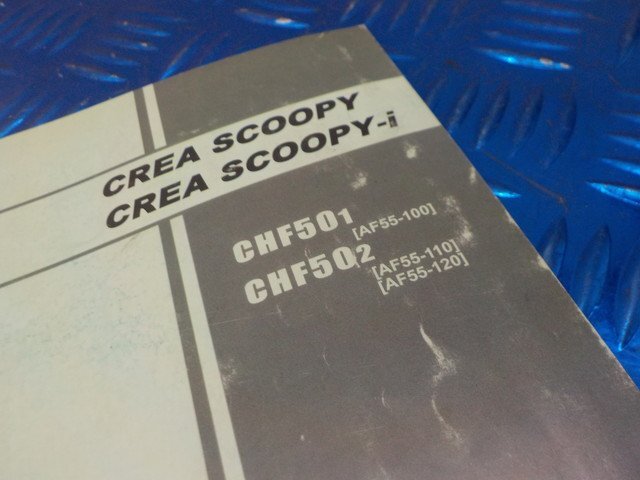 CREA SCOOPY
CREA SCOOPY-i
CHF501 [AF55-100]
CHF502 [AF55-110]
[AF55-120]